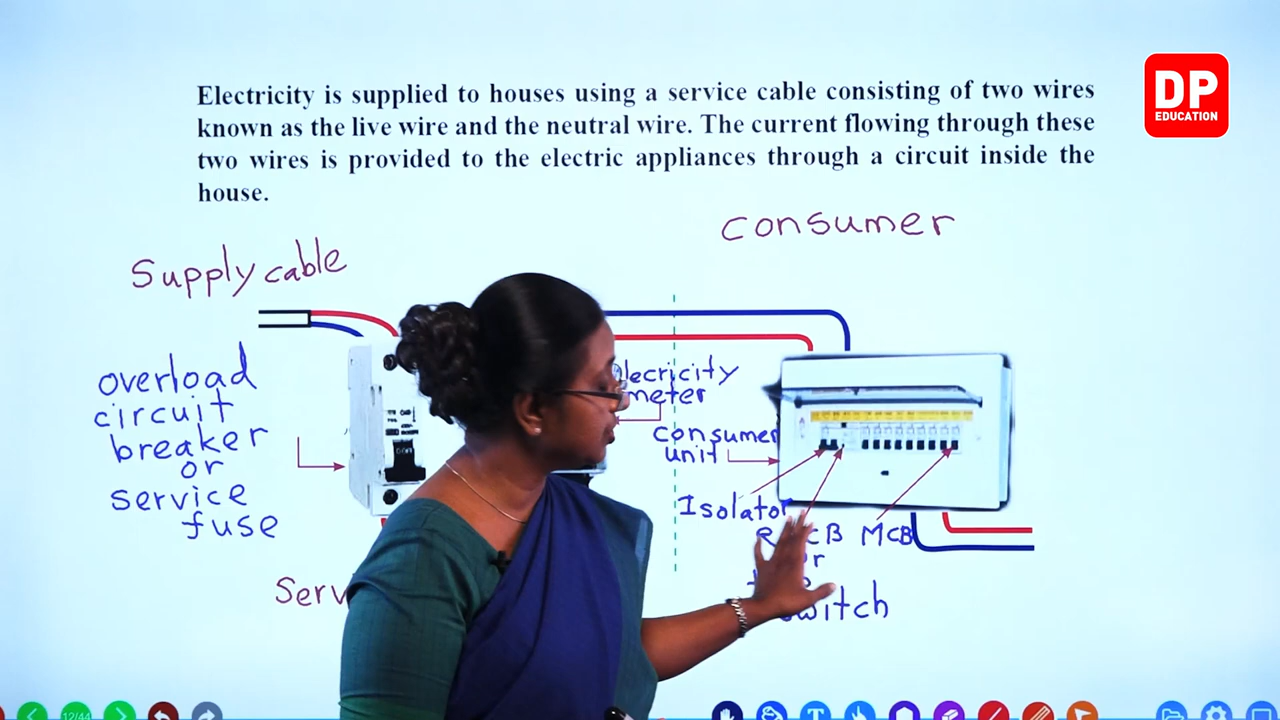 DP
EDUCATION
Electricity is supplied to houses using a service cable consisting of two wires
known as the live wire and the neutral wire. The current flowing through these
two wires is provided to the electric appliances through a circuit inside the
house.
consumer
Supply cable
overload
circuit
breaker
or
service
fuse
meter
consumer
unit
Isolator
MCB
switch
12/44